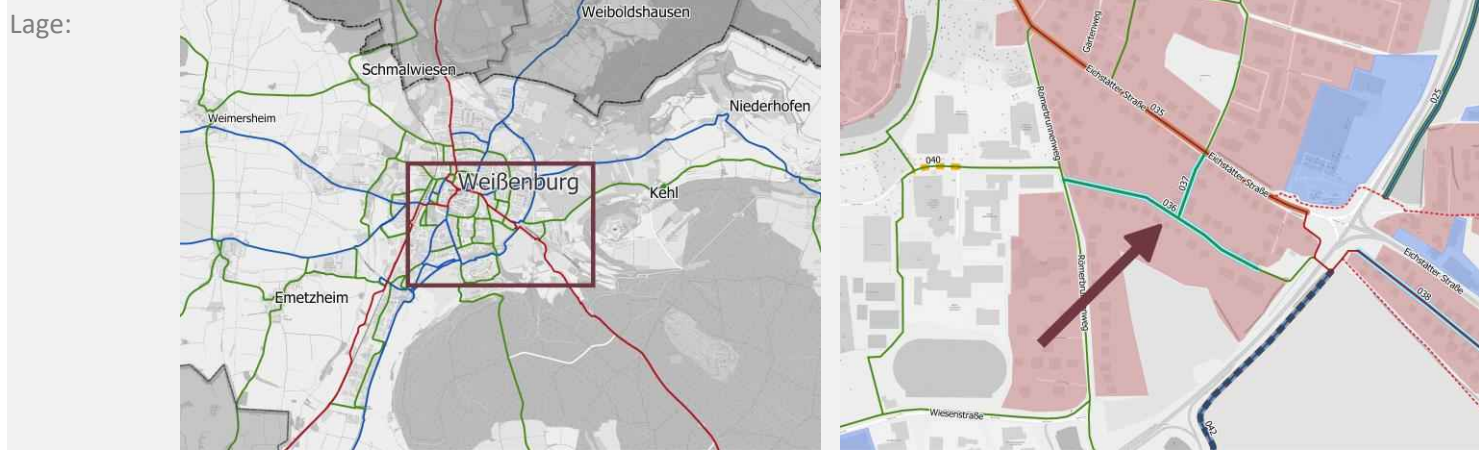 Lage:
Weiboldshausen
Schmalwiesen
Niederhofen
Weimersheim
Weißenburg
Kehl
Emetzheim
Gartenweg
Eichstätter Straße
035
025
Römerbrunnenweg
040
Eichstätter Straße
037
036
Eichstätter Straße
Römerbrunnenweg
038
Wiesenstraße
042